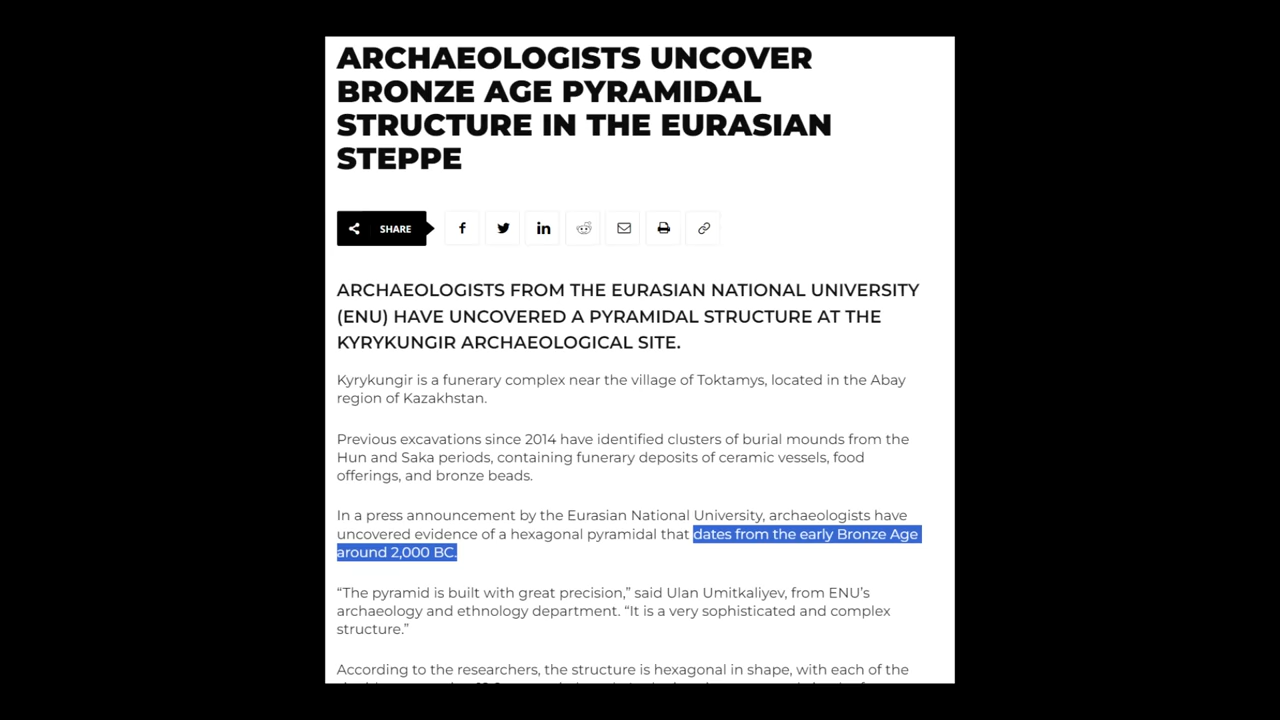 ARCHAEOLOGISTS UNCOVER
BRONZE AGE PYRAMIDAL
STRUCTURE IN THE EURASIAN
STEPPE
SHARE
ARCHAEOLOGISTS FROM THE EURASIAN NATIONAL UNIVERSITY
(ENU) HAVE UNCOVERED A PYRAMIDAL STRUCTURE AT THE
KYRYKUNGIR ARCHAEOLOGICAL SITE.
Kyrykungir is a funerary complex near the village of Toktamys, located in the Abay
region of Kazakhstan.
Previous excavations since 2014 have identified clusters of burial mounds from the
Hun and Saka periods, containing funerary deposits of ceramic vessels, food
offerings, and bronze beads.
In a press announcement by the Eurasian National University, archaeologists have
uncovered evidence of a hexagonal pyramidal that dates from the early Bronze Age
around 2,000 BC.
“The pyramid is built with great precision,” said Ulan Umitkaliyev, from ENU’s
archaeology and ethnology department. “It is a very sophisticated and complex
structure.”
According to the researchers, the structure is hexagonal in shape, with each of the